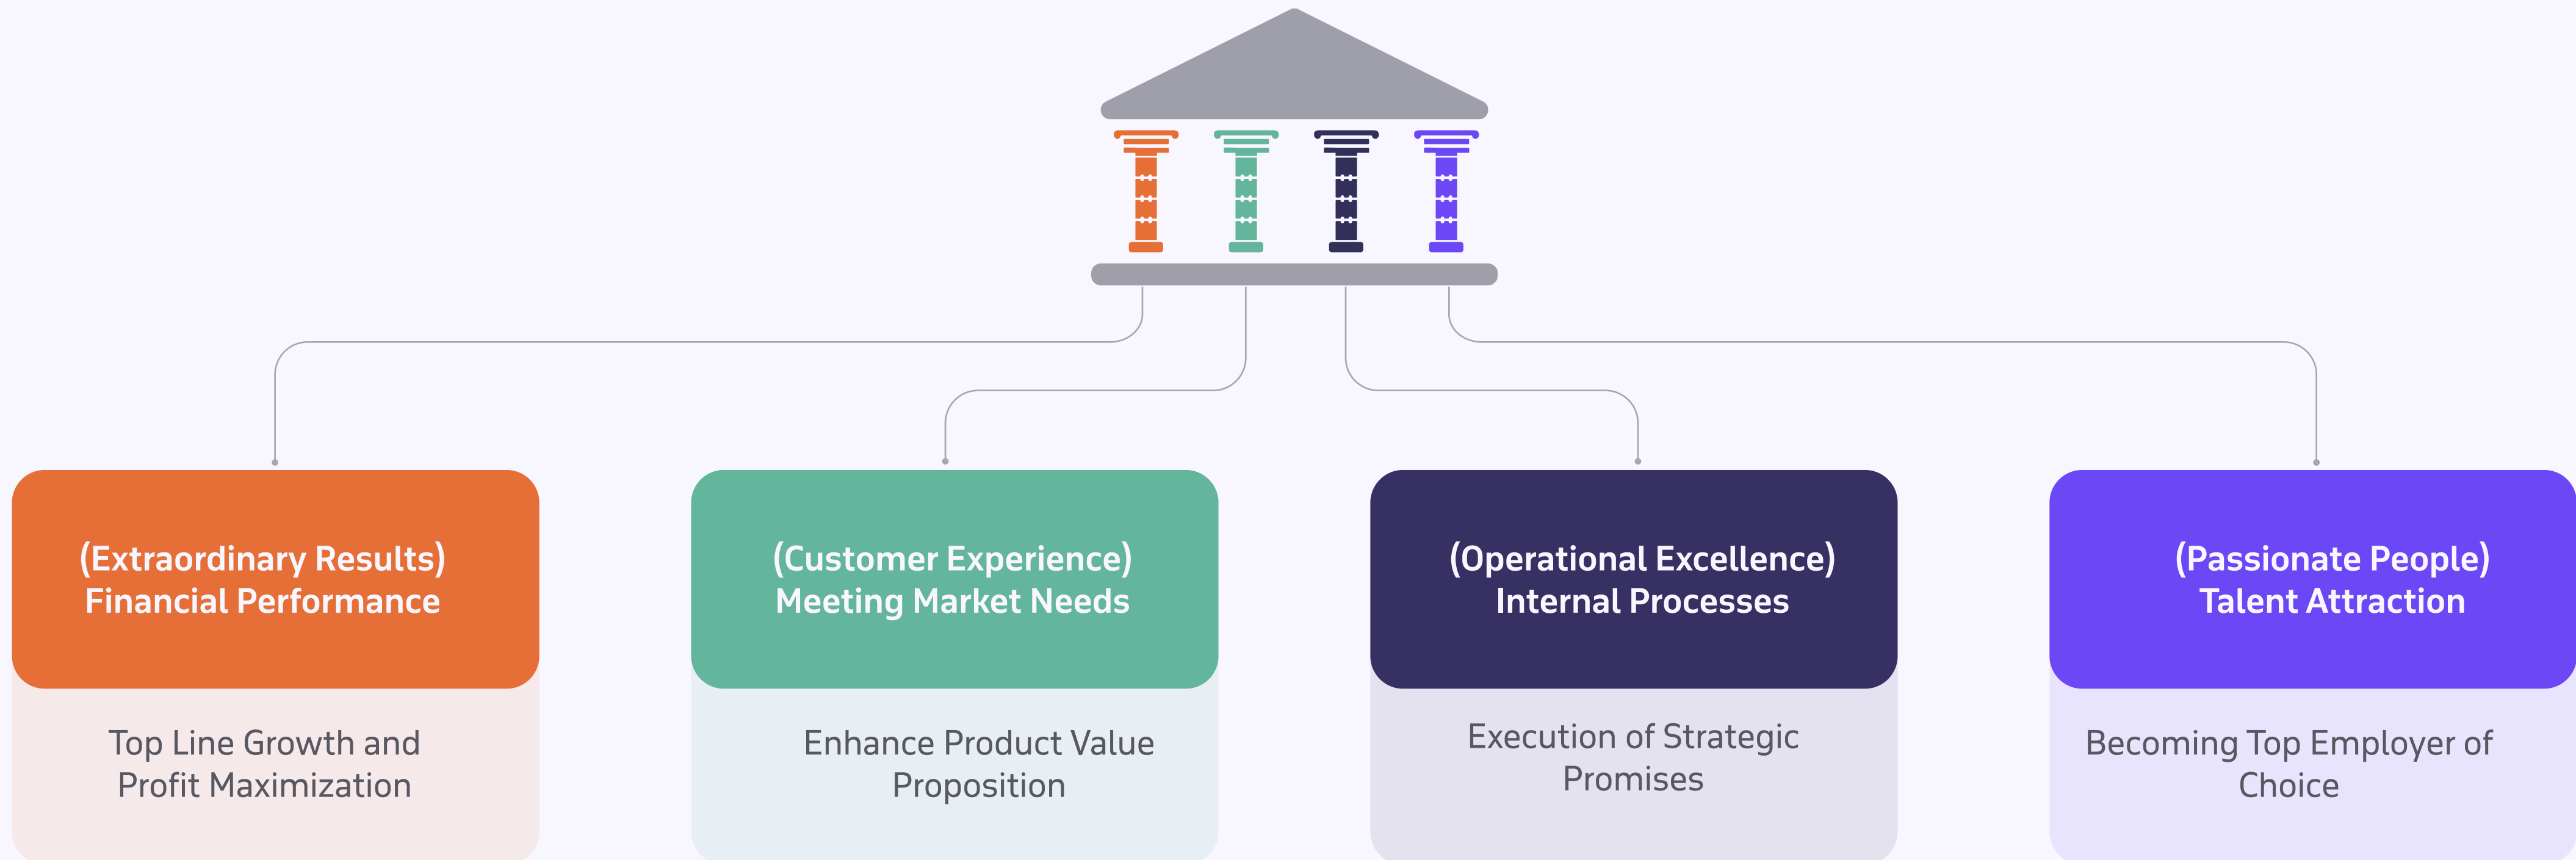 (Extraordinary Results)
Financial Performance
Top Line Growth and
Profit Maximization
(Customer Experience)
Meeting Market Needs
Enhance Product Value
Proposition
(Operational Excellence)
Internal Processes
Execution of Strategic
Promises
(Passionate People)
Talent Attraction
Becoming Top Employer of
Choice